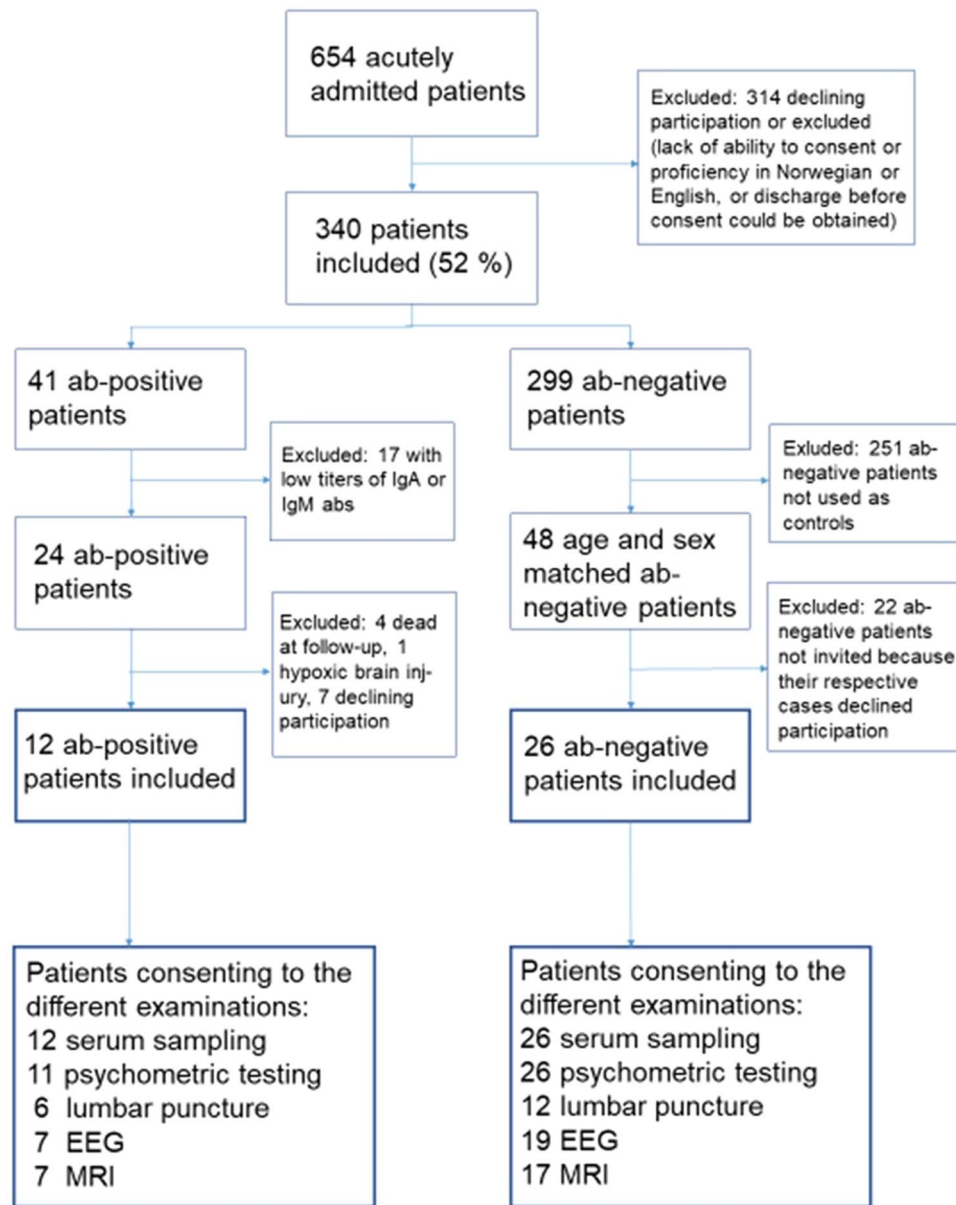 654 acutely
admitted patients
Excluded: 314 declining
participation or excluded
(lack of ability to consent or
proficiency in Norwegian or
English, or discharge before
consent could be obtained)
340 patients
included (52 %)
41 ab-positive
patients
299 ab-negative
patients
Excluded: 17 with
low titers of IgA or
IgM abs
Exluded: 251 ab-
negative patients
not used as
controls
24 ab-positive
patients
48 age and sex
matched ab-
negative patients
Excluded: 4 dead
at follow-up, 1
hypoxic brain inj-
ury, 7 declining
participation
Excluded: 22 ab-
negative patients
not invited because
their respective
cases declined
participation
12 ab-positive
patients included
26 ab-negative
patients included
Patients consenting to the
different examinations:
12 serum sampling
11 psychometric testing
6 lumbar puncture
7 EEG
7 MRI
Patients consenting to the
different examinations:
26 serum sampling
26 psychometric testing
12 lumbar puncture
19 EEG
17 MRI